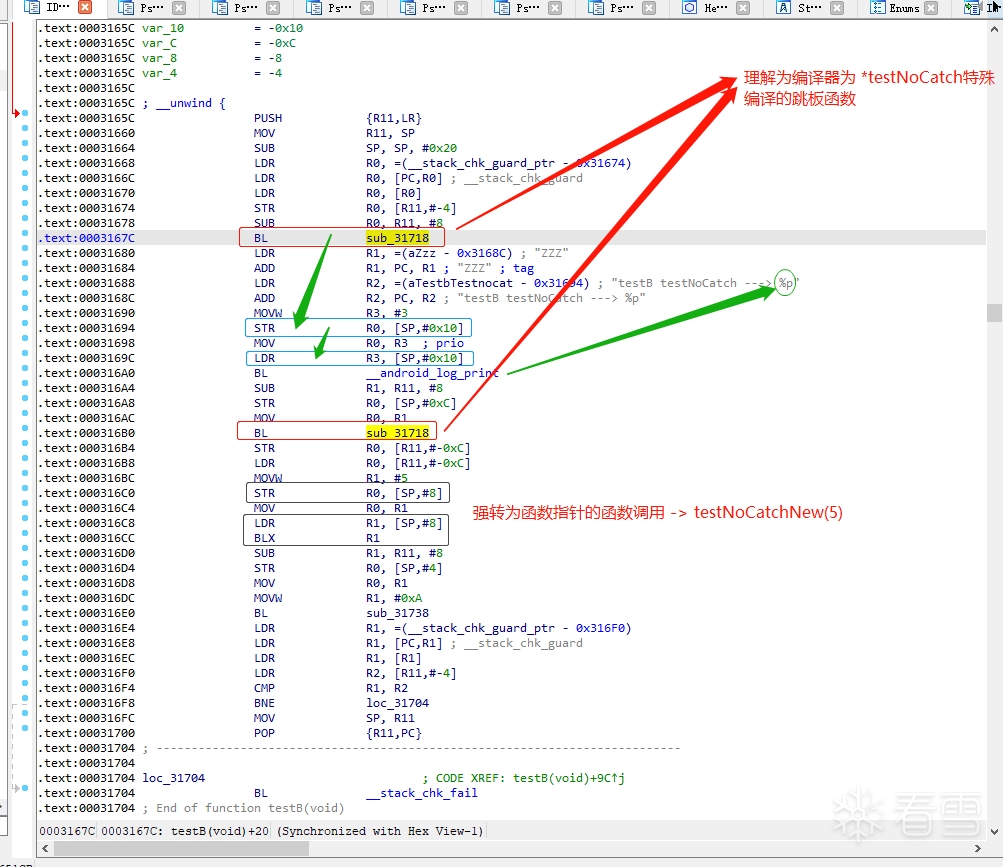 ID··· Ps··· Ps··· Ps··· Ps··· Ps··· Ps··· He··· St··· Enums
.text:0003165C var_10 = -0x10
.text:0003165C var_C = -0xC
.text:0003165C var_8 = -8
.text:0003165C var_4 = -4
.text:0003165C
.text:0003165C ; __unwind {
.text:0003165C PUSH {R11,LR}
.text:00031660 MOV R11, SP
.text:00031664 SUB SP, SP, #0x20
.text:00031668 LDR R0, =(__stack_chk_guard_ptr - 0x31674)
.text:0003166C LDR R0, [PC,R0] ; __stack_chk_guard
.text:00031670 LDR R0, [R0]
.text:00031674 STR R0, [R11,#-4]
.text:00031678 SUB R0, R11, #8
.text:0003167C BL sub_31718
.text:00031680 LDR R1, =(aZzz - 0x3168C) ; "ZZZ"
.text:00031684 ADD R1, PC, R1 ; "ZZZ" ; tag
.text:00031688 LDR R2, =(aTestbTestnocat - 0x31694) ; "testB testNoCatch ---> %p"
.text:0003168C ADD R2, PC, R2 ; "testB testNoCatch ---> %p"
.text:00031690 MOVW R3, #3
.text:00031694 STR R0, [SP,#0x10]
.text:00031698 MOV R0, R3 ; prio
.text:0003169C LDR R3, [SP,#0x10]
.text:000316A0 BL __android_log_print
.text:000316A4 SUB R1, R11, #8
.text:000316A8 STR R0, [SP,#0xC]
.text:000316AC MOV R0, R1
.text:000316B0 BL sub_31718
.text:000316B4 STR R0, [R11,#-0xC]
.text:000316B8 LDR R0, [R11,#-0xC]
.text:000316BC MOVW R1, #5
.text:000316C0 STR R0, [SP,#8]
.text:000316C4 MOV R0, R1
.text:000316C8 LDR R1, [SP,#8]
.text:000316CC BLX R1
.text:000316D0 SUB R1, R11, #8
.text:000316D4 STR R0, [SP,#4]
.text:000316D8 MOV R0, R1
.text:000316DC MOVW R1, #0xA
.text:000316E0 BL sub_31738
.text:000316E4 LDR R1, =(__stack_chk_guard_ptr - 0x316F0)
.text:000316E8 LDR R1, [PC,R1] ; __stack_chk_guard
.text:000316EC LDR R1, [R1]
.text:000316F0 LDR R2, [R11,#-4]
.text:000316F4 CMP R1, R2
.text:000316F8 BNE loc_31704
.text:000316FC MOV SP, R11
.text:00031700 POP {R11,PC}
.text:00031704 ; ---------------------------------------------------------------------------
.text:00031704
.text:00031704 loc_31704 ; CODE XREF: testB(void)+9C↑j
.text:00031704 BL __stack_chk_fail
.text:00031704 ; End of function testB(void)
理解为编译器为 *testNoCatch特殊
编译的跳板函数
强转为函数指针的函数调用 -> testNoCatchNew(5)
看雪
0003167C 0003167C: testB(void)+20 (Synchronized with Hex View-1)